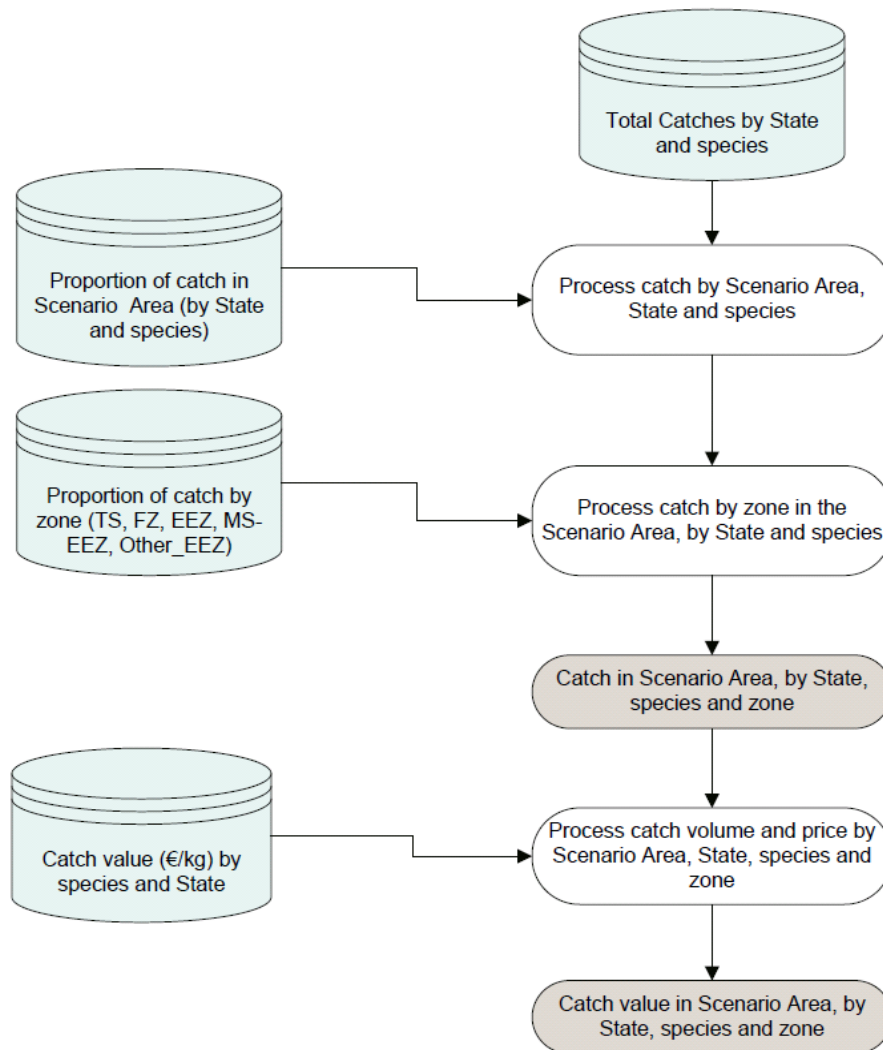 Total Catches by State
and species
Proportion of catch in
Scenario  Area (by State
and species)
Process catch by Scenario Area,
State and species
Proportion of catch by
zone (TS, FZ, EEZ, MS-
EEZ, Other_EEZ)
Process catch by zone in the
Scenario Area, by State and species
Catch in Scenario Area, by State,
species and zone
Catch value (€/kg) by
species and State
Process catch volume and price by
Scenario Area, State, species and
zone
Catch value in Scenario Area, by
State, species and zone